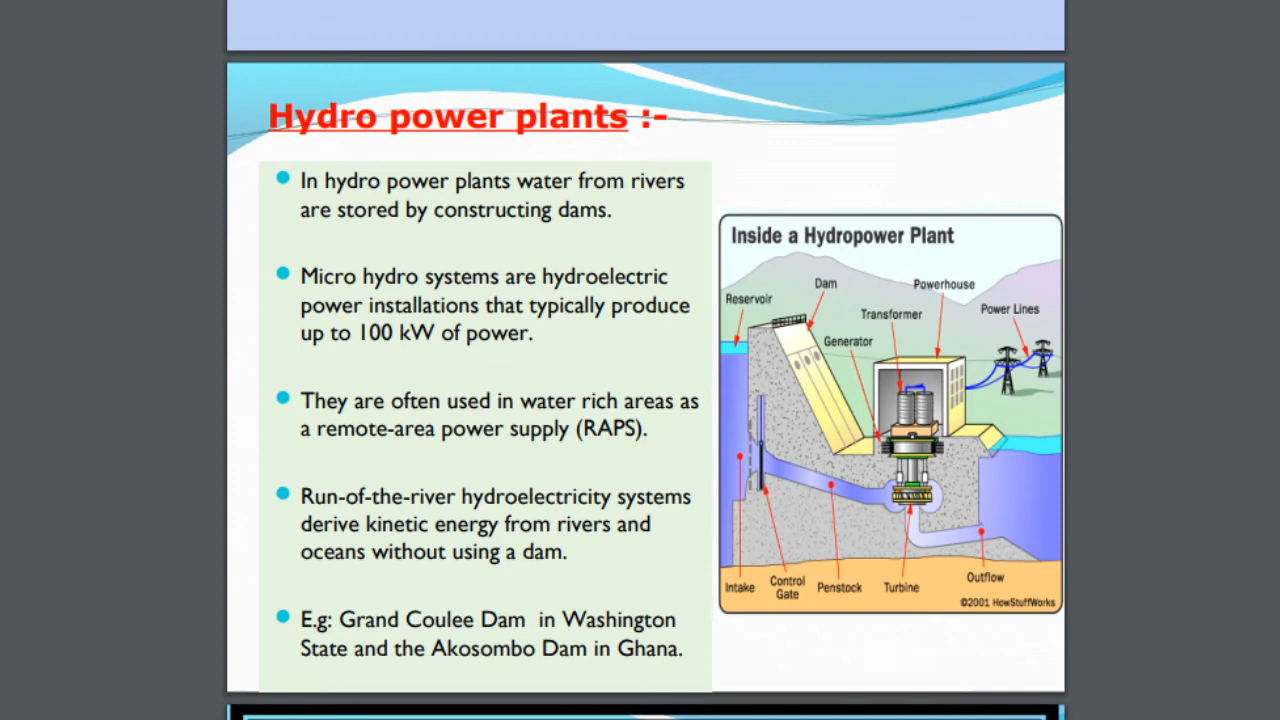 Hydro power plants :-
In hydro power plants water from rivers
are stored by constructing dams.
Micro hydro systems are hydroelectric
power installations that typically produce
up to 100 kW of power.
They are often used in water rich areas as
a remote-area power supply (RAPS).
Run-of-the-river hydroelectricity systems
derive kinetic energy from rivers and
oceans without using a dam.
E.g: Grand Coulee Dam in Washington
State and the Akosombo Dam in Ghana.
Inside a Hydropower Plant
Dam
Powerhouse
Reservoir
Transformer
Power Lines
Generator
Intake
Control
Gate
Penstock
Turbine
Outflow
©2001 HowStuffWorks